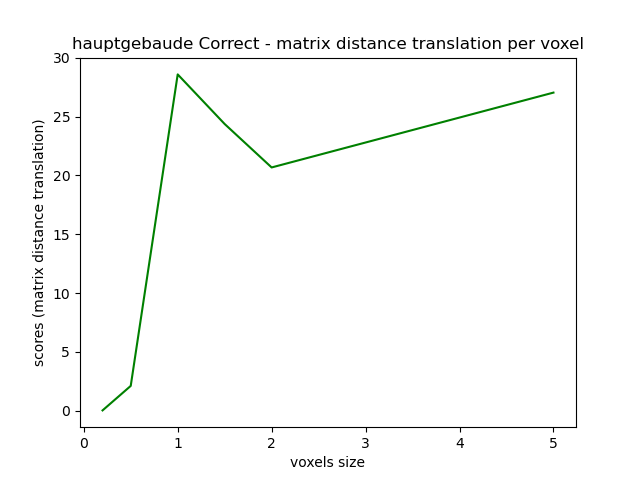 hauptgebaude Correct - matrix distance translation per voxel
scores (matrix distance translation)
30
25
20
15
10
5
0
0 1 2 3 4 5
voxels size